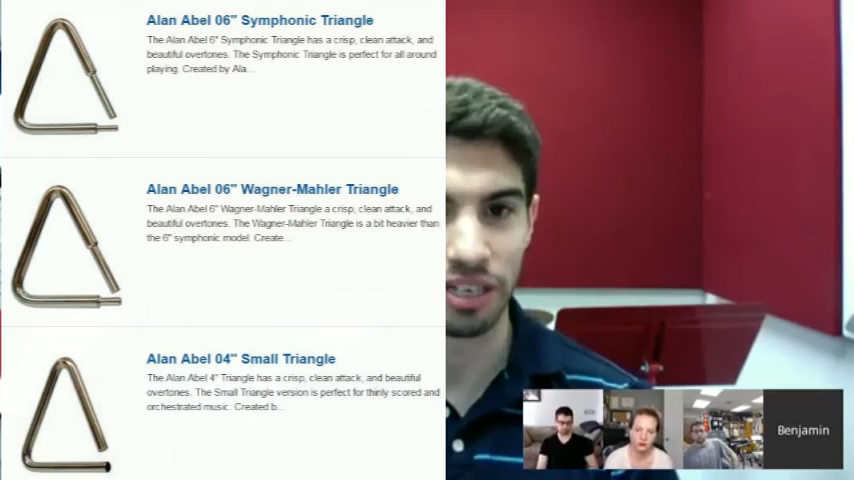 Alan Abel 06" Symphonic Triangle
The Alan Abel 6" Symphonic Triangle has a crisp, clean attack, and
beautiful overtones. The Symphonic Triangle is perfect for all around
playing. Created by Ala...
Alan Abel 06" Wagner-Mahler Triangle
The Alan Abel 6" Wagner-Mahler Triangle a crisp, clean attack, and
beautiful overtones. The Wagner-Mahler Triangle is a bit heavier than
the 6" symphonic model. Create...
Alan Abel 04" Small Triangle
The Alan Abel 4" Triangle has a crisp, clean attack, and beautiful
overtones. The Small Triangle version is perfect for thinly scored and
orchestrated music. Created b...
Benjamin